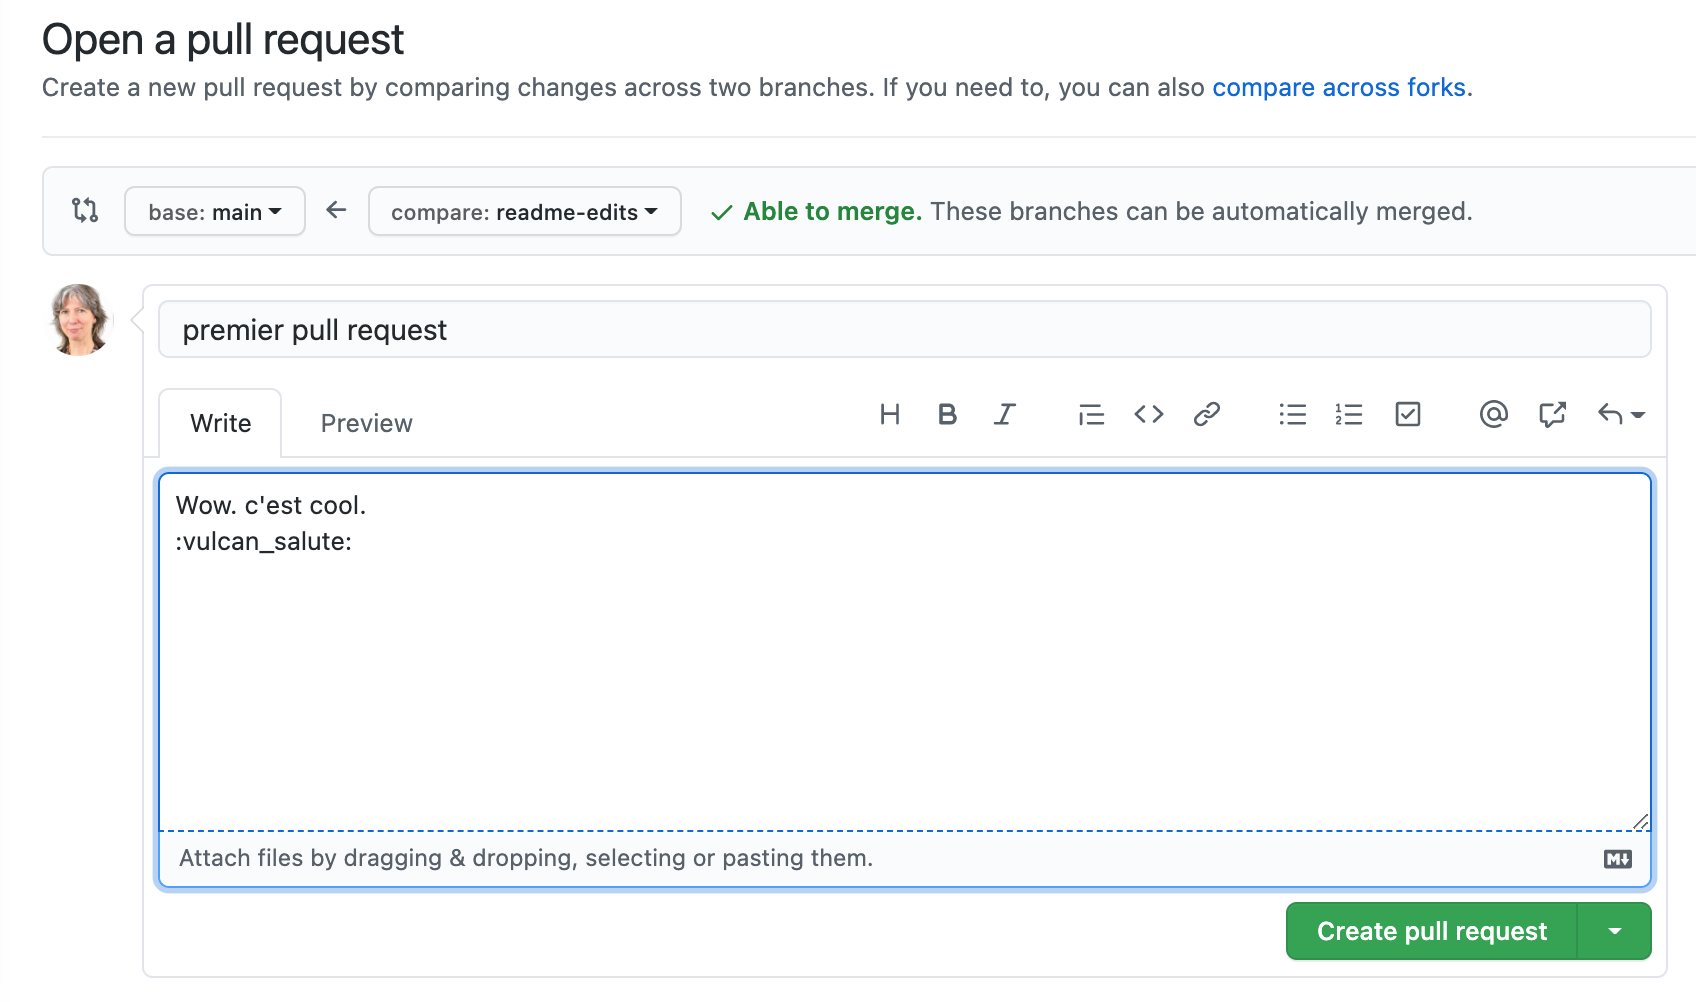 Open a pull request
Create a new pull request by comparing changes across two branches. If you need to, you can also compare across forks.
base: main
compare: readme-edits
Able to merge. These branches can be automatically merged.
premier pull request
Write
Preview
Wow. c'est cool.
:vulcan_salute:
Attach files by dragging & dropping, selecting or pasting them.
Create pull request